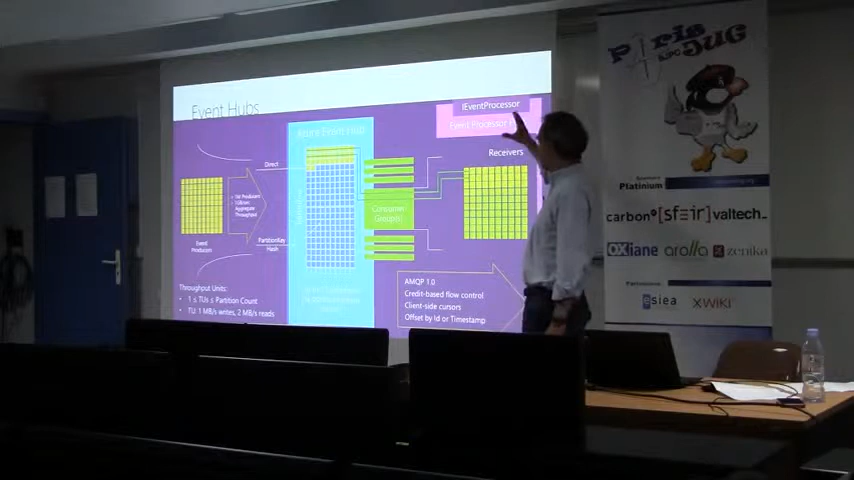 Event Hubs
IEventProcessor
Event Processor
Azure Event Hub
Direct
Receivers
Consumer
Group(s)
PartitionKey
Hash
Event
Producers
Throughput Units:
• 1 ≤ TUs ≤ Partition Count
• TU: 1 MB/s writes, 2 MB/s reads
AMQP 1.0
Credit-based flow control
Client-side cursors
Offset by Id or Timestamp
Paris
JUG
Platinium
carbon
[sfeir]
valtech_
oxiane
arolla
zenika
esiea
XWIKI